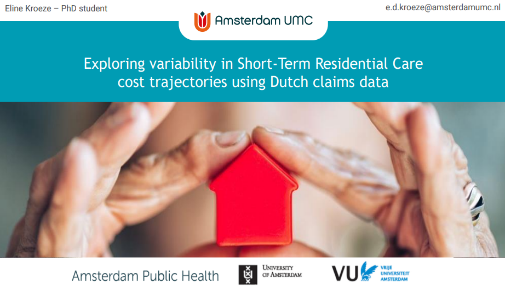 Eline Kroeze – PhD student
e.d.kroeze@amsterdamumc.nl
Amsterdam UMC
Exploring variability in Short-Term Residential Care
cost trajectories using Dutch claims data
Amsterdam Public Health
UNIVERSITY
OF AMSTERDAM
VU
VRIJE
UNIVERSITEIT
AMSTERDAM